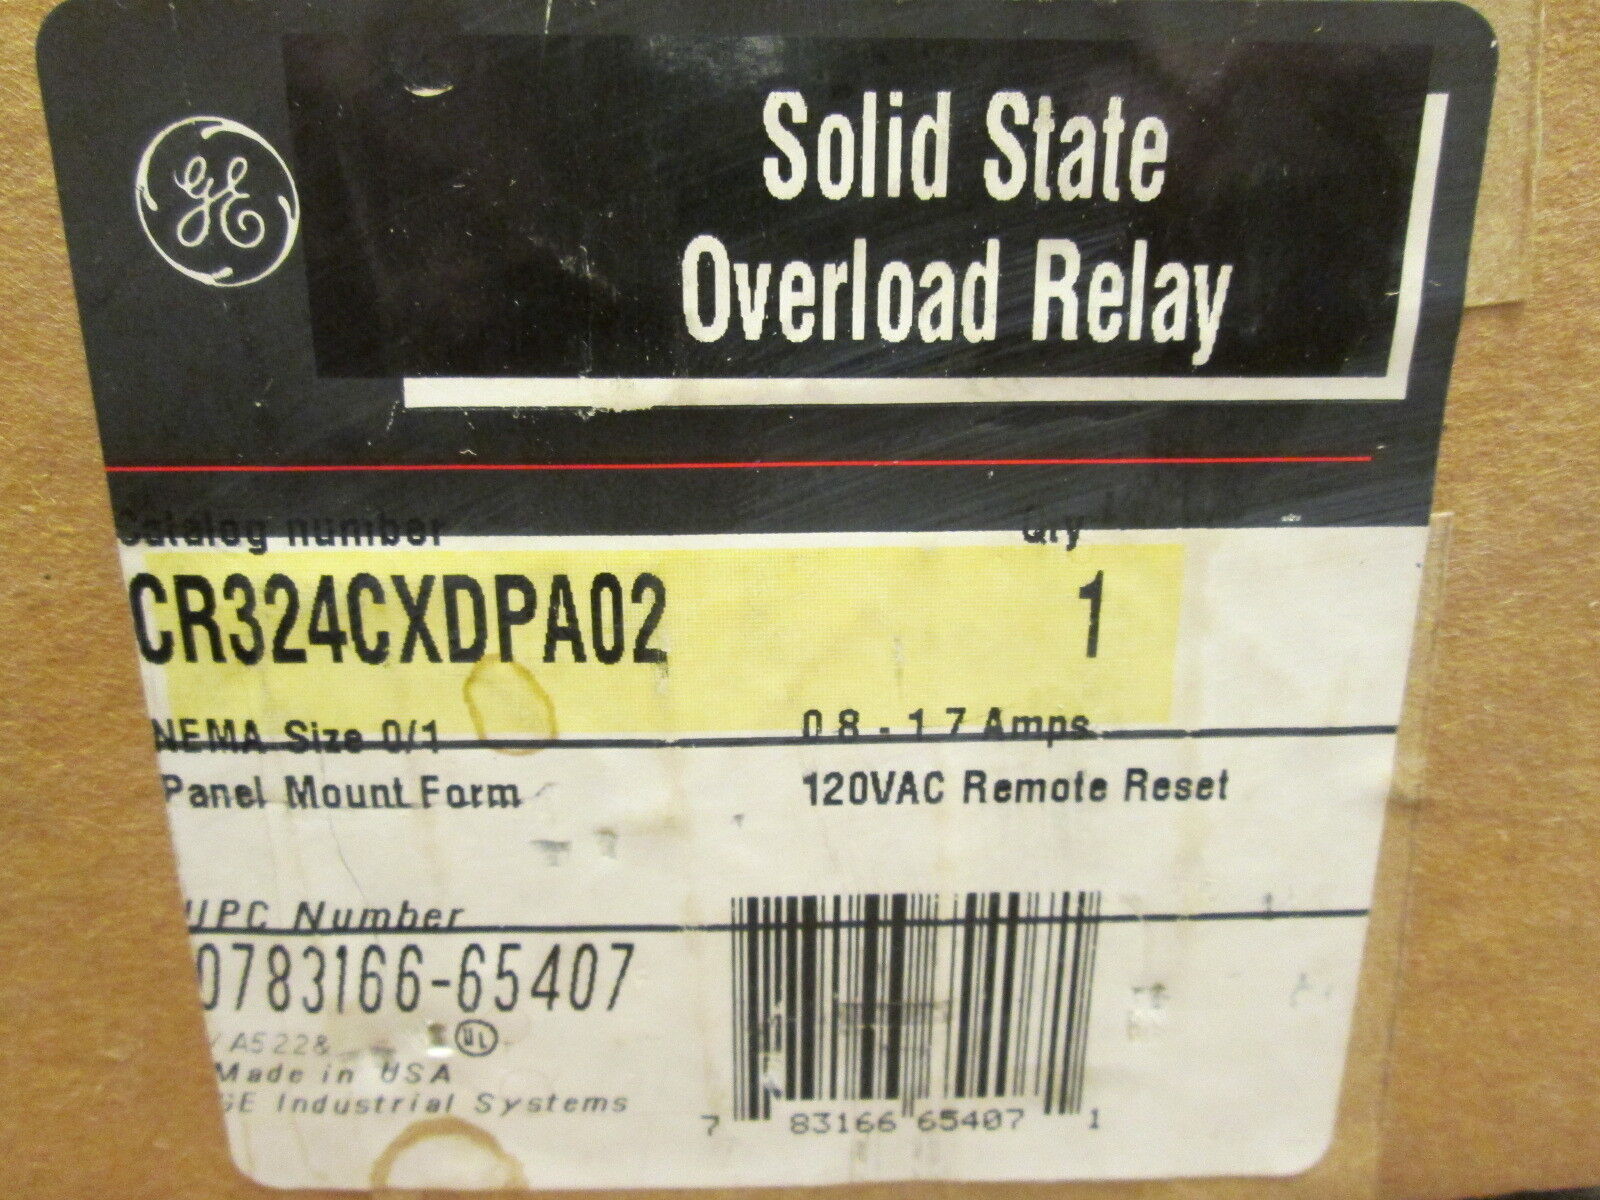 GE
Solid State
Overload Relay
Catalog number Qty
CR324CXDPA02 1
NEMA Size 0/1 0.8 - 1.7 Amps
Panel Mount Form 120VAC Remote Reset
UPC Number
0783166-65407
A5228 UL
Made in USA
GE Industrial Systems
7 83166 65407 1